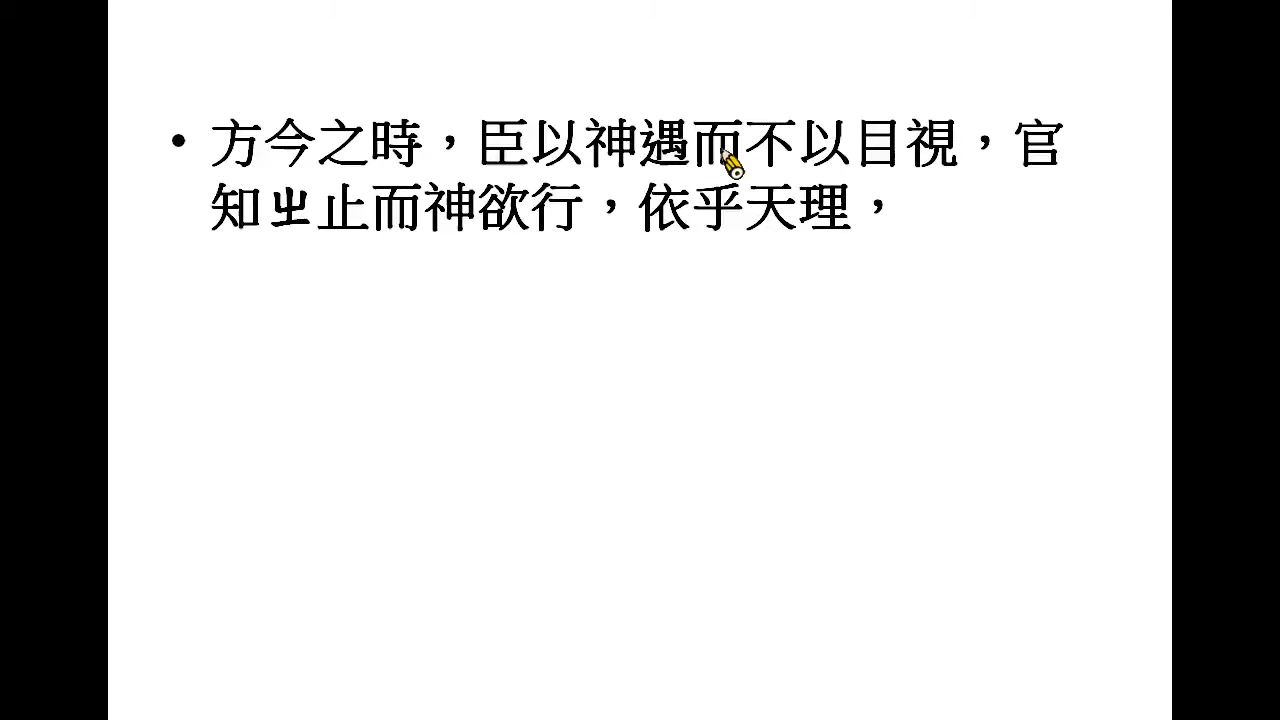 • 方今之時，臣以神遇而不以目視，官
知㞢止而神欲行，依乎天理，